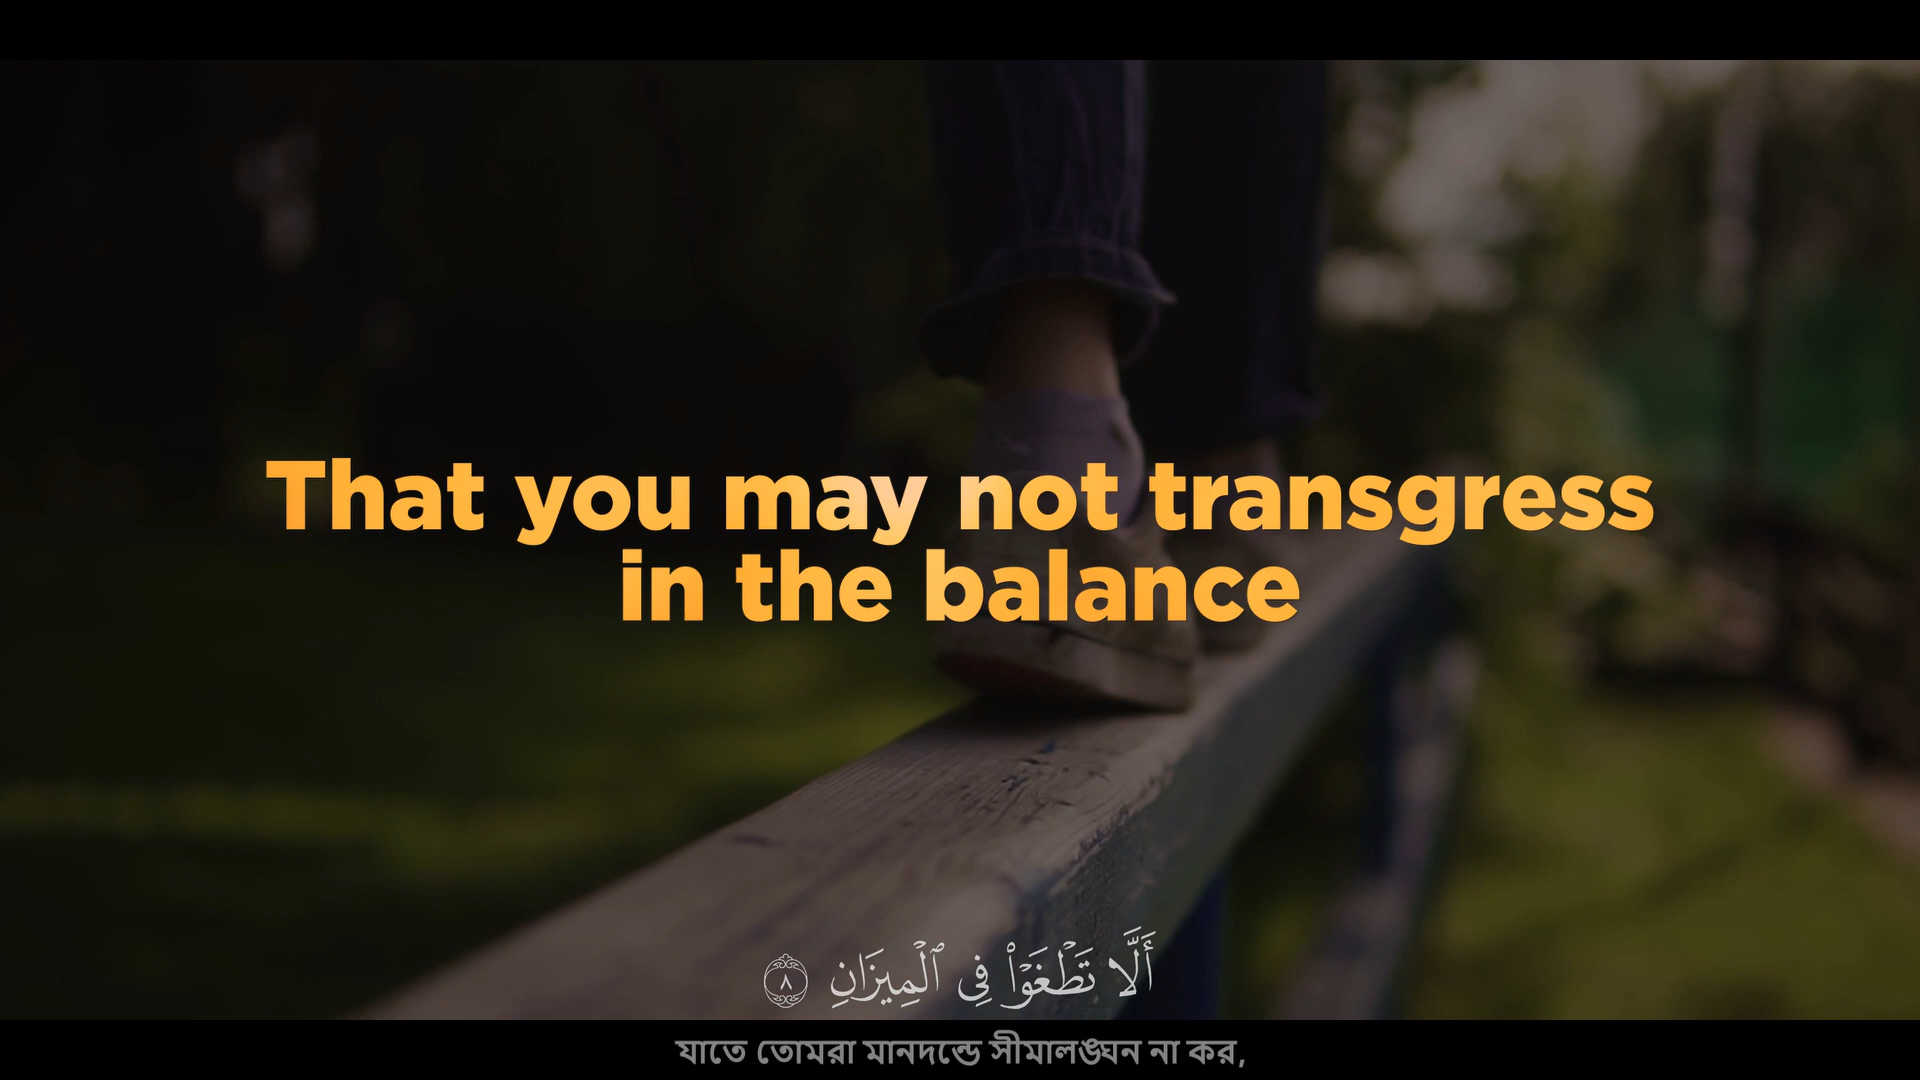 That you may not transgress
in the balance
أَلَّا تَطْغَوْا۟ فِى ٱلْمِيزَانِ ٨
যাতে তোমরা মানদন্ডে সীমালঙ্ঘন না কর,